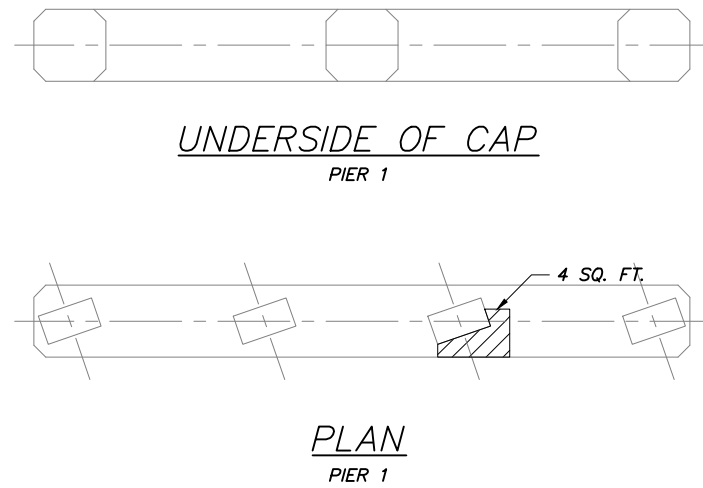 UNDERSIDE OF CAP
PIER 1
4 SQ. FT.
PLAN
PIER 1